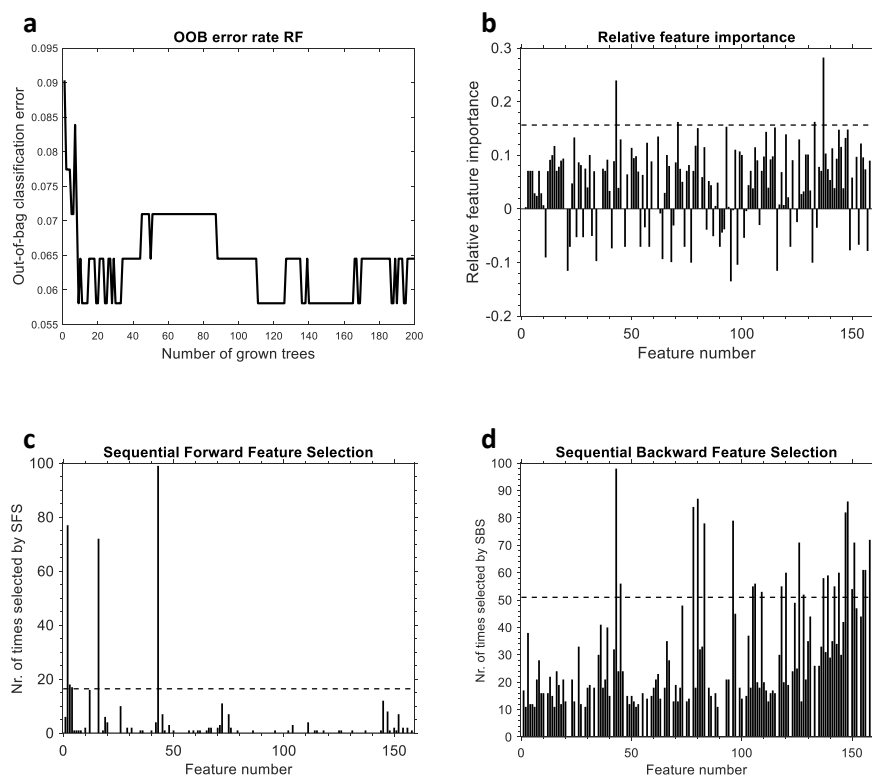 a
OOB error rate RF
0.095
0.09
0.085
0.08
0.075
0.07
0.065
0.06
0.055
Out-of-bag classification error
0 20 40 60 80 100 120 140 160 180 200
Number of grown trees
b
Relative feature importance
0.3
0.2
0.1
0
-0.1
-0.2
Relative feature importance
0 50 100 150
Feature number
c
Sequential Forward Feature Selection
100
80
60
40
20
0
Nr. of times selected by SFS
0 50 100 150
Feature number
d
Sequential Backward Feature Selection
100
90
80
70
60
50
40
30
20
10
0
Nr. of times selected by SBS
0 50 100 150
Feature number